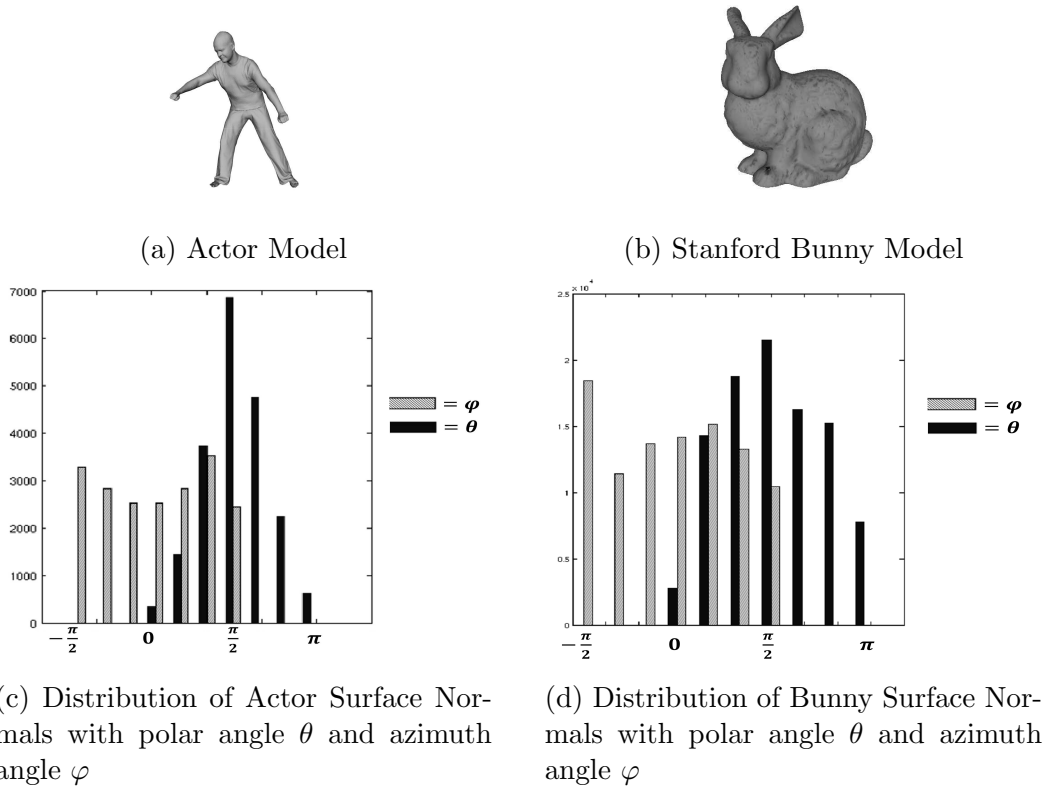 (a) Actor Model
(b) Stanford Bunny Model
7000
6000
5000
4000
3000
2000
1000
0
−π/2
0
π/2
π
= φ
= θ
× 10⁴
2.5
2
1.5
1
0.5
0
−π/2
0
π/2
π
= φ
= θ
(c) Distribution of Actor Surface Nor-
mals with polar angle θ and azimuth
angle φ
(d) Distribution of Bunny Surface Nor-
mals with polar angle θ and azimuth
angle φ